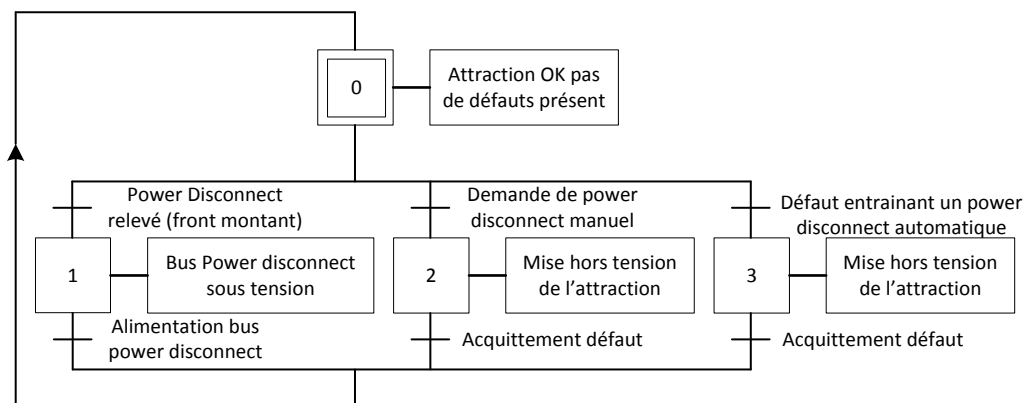 0
Attraction OK pas
de défauts présent
Power Disconnect
relevé (front montant)
Demande de power
disconnect manuel
Défaut entrainant un power
disconnect automatique
1
Bus Power disconnect
sous tension
2
Mise hors tension
de l'attraction
3
Mise hors tension
de l'attraction
Alimentation bus
power disconnect
Acquittement défaut
Acquittement défaut